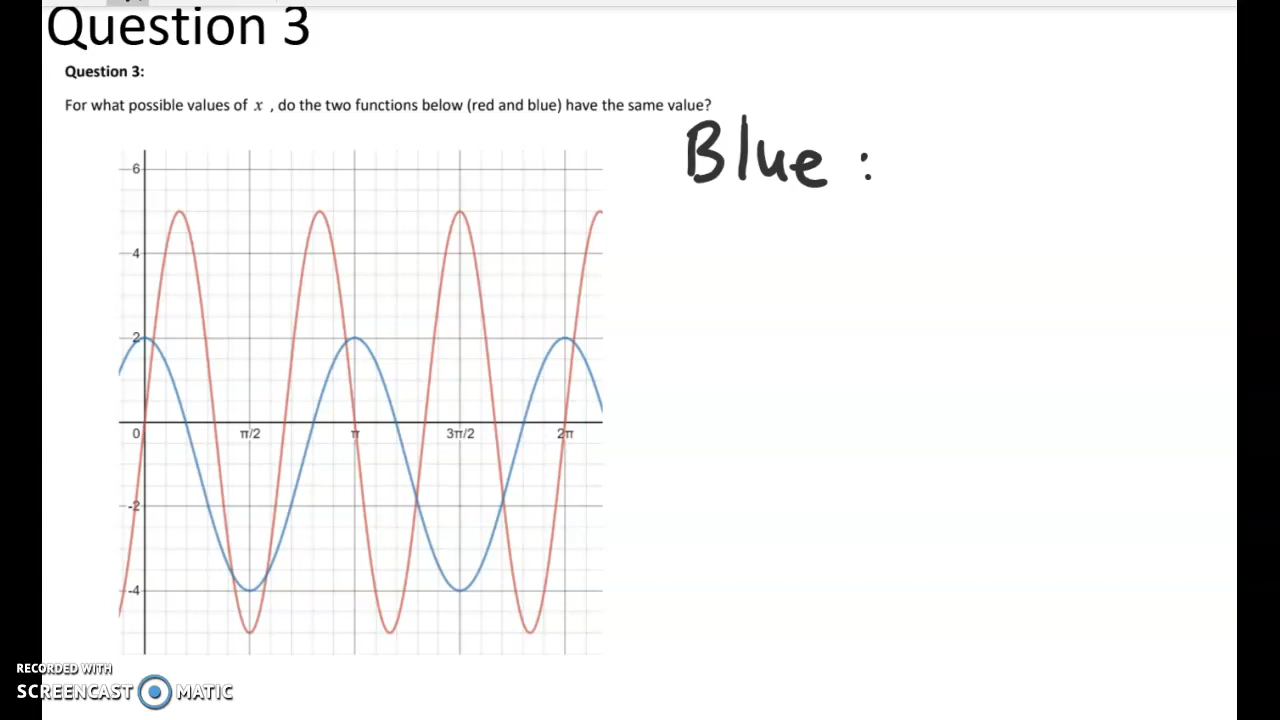 Question 3
Question 3:
For what possible values of x , do the two functions below (red and blue) have the same value?
Blue :
6
4
2
0 π/2 π 3π/2 2π
-2
-4
RECORDED WITH
SCREENCAST MATIC